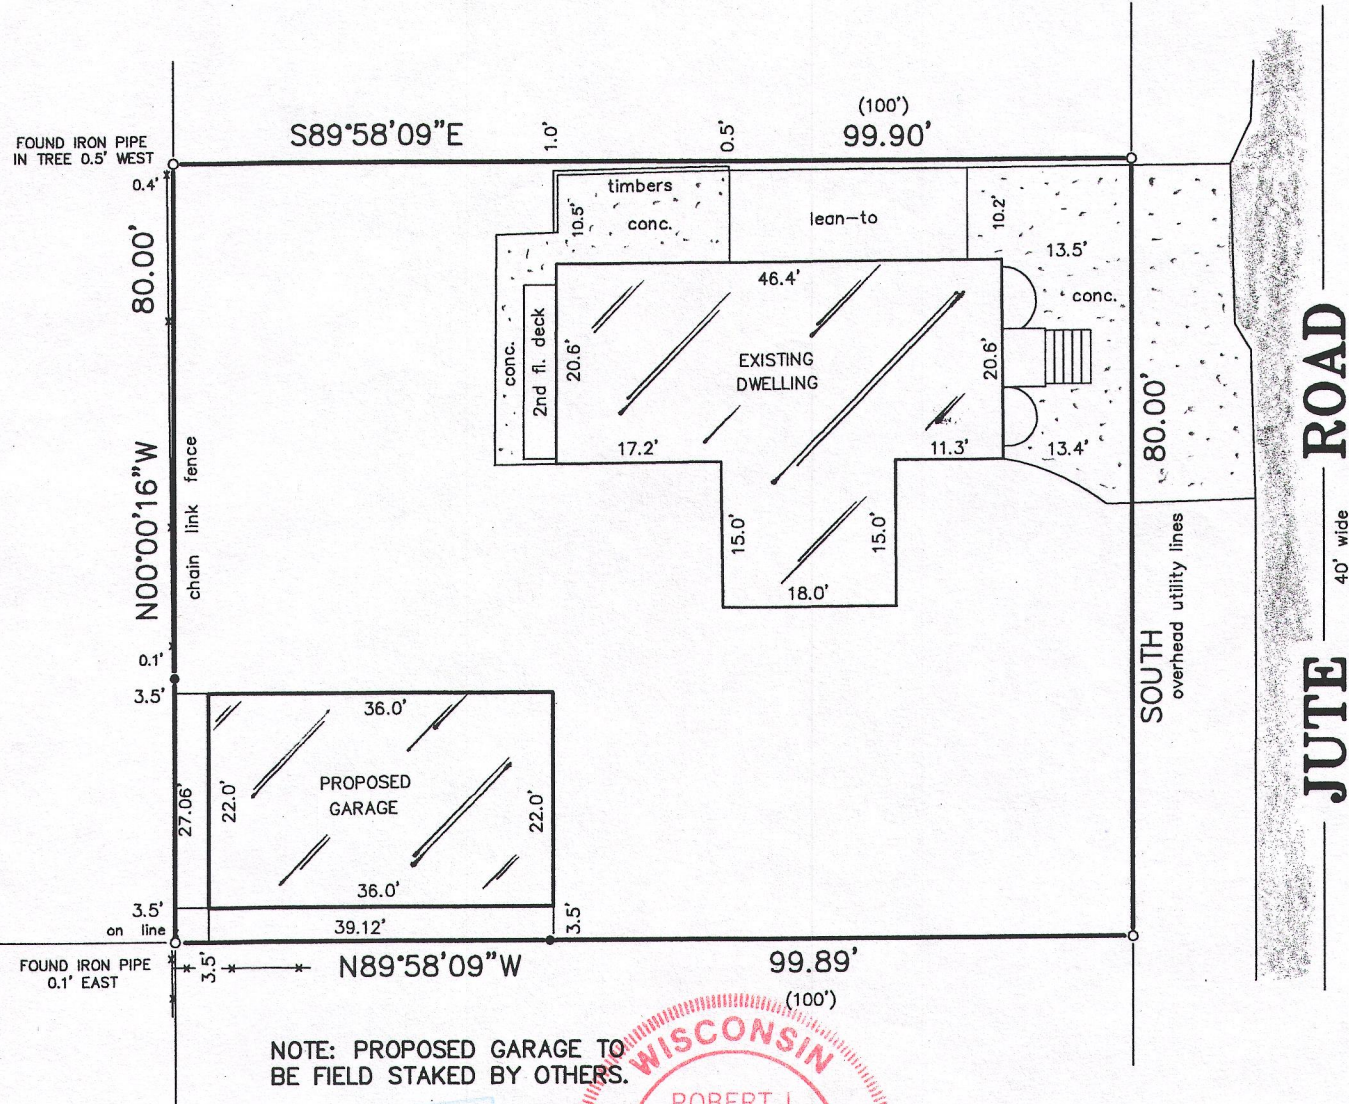 (100')
S89°58'09"E
1.0'
0.5'
99.90'
FOUND IRON PIPE
IN TREE 0.5' WEST
0.4'
timbers
10.5'
conc.
lean-to
10.2'
13.5'
80.00'
46.4'
conc.
conc.
2nd fl. deck
20.6'
EXISTING
DWELLING
20.6'
17.2'
11.3'
13.4'
80.00'
N00°00'16"W
chain link fence
15.0'
15.0'
18.0'
SOUTH
overhead utility lines
JUTE ROAD
40' wide
0.1'
3.5'
36.0'
27.06'
22.0'
PROPOSED
GARAGE
22.0'
36.0'
3.5'
on line
39.12'
3.5'
FOUND IRON PIPE
0.1' EAST
3.5'
N89°58'09"W
99.89'
(100')
NOTE: PROPOSED GARAGE TO
BE FIELD STAKED BY OTHERS.
WISCONSIN
ROBERT J.